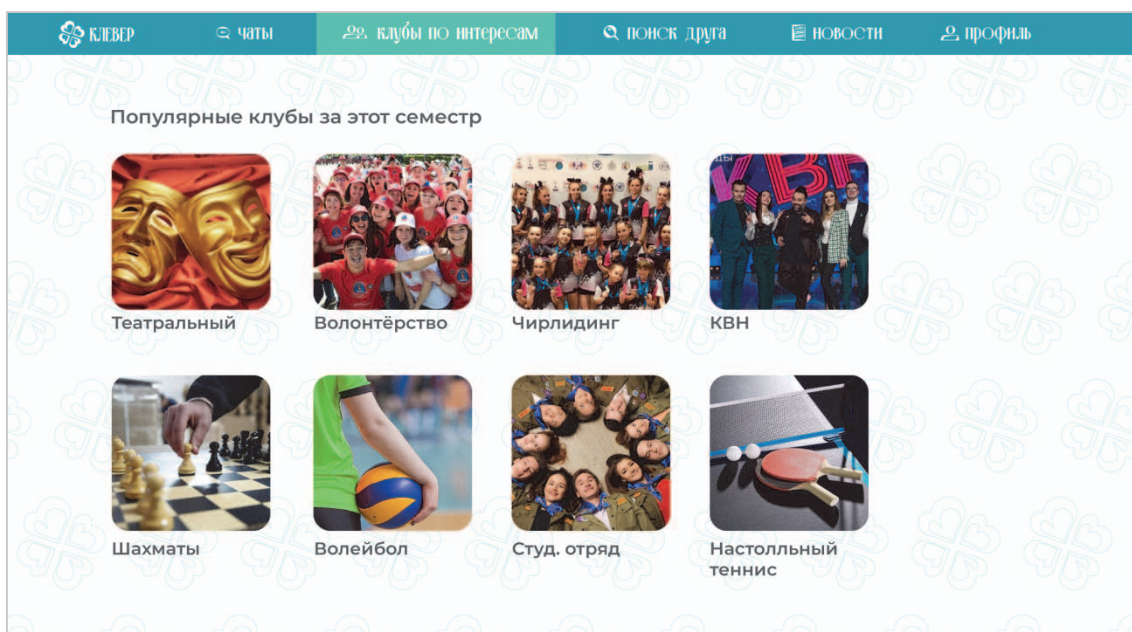 КЛЕВЕР чаты клубы по интересам поиск друга новости профиль
Популярные клубы за этот семестр
КВН
Театральный Волонтёрство Чирлидинг КВН
Шахматы Волейбол Студ. отряд Настолльный
теннис